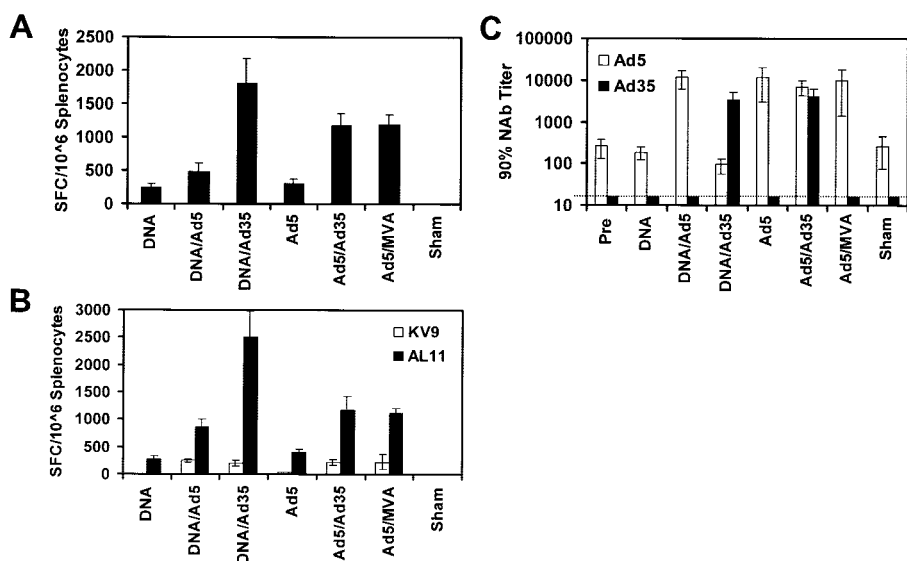 A
SFC/10^6 Splenocytes
2500
2000
1500
1000
500
0
DNA
DNA/Ad5
DNA/Ad35
Ad5
Ad5/Ad35
Ad5/MVA
Sham
B
SFC/10^6 Splenocytes
3000
2500
2000
1500
1000
500
0
KV9
AL11
DNA
DNA/Ad5
DNA/Ad35
Ad5
Ad5/Ad35
Ad5/MVA
Sham
C
90% NAb Titer
100000
10000
1000
100
10
Ad5
Ad35
Pre
DNA
DNA/Ad5
DNA/Ad35
Ad5
Ad5/Ad35
Ad5/MVA
Sham